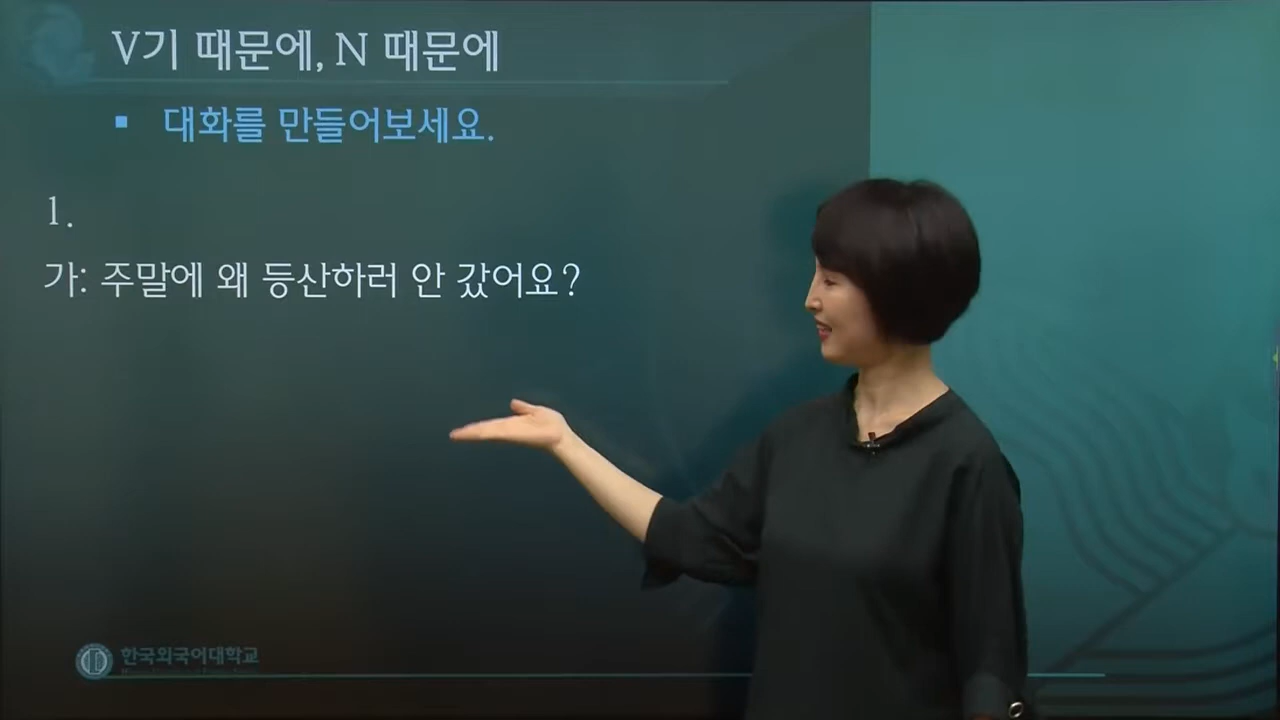 V기 때문에, N 때문에
▪ 대화를 만들어보세요.
1.
가: 주말에 왜 등산하러 안 갔어요?
한국외국어대학교